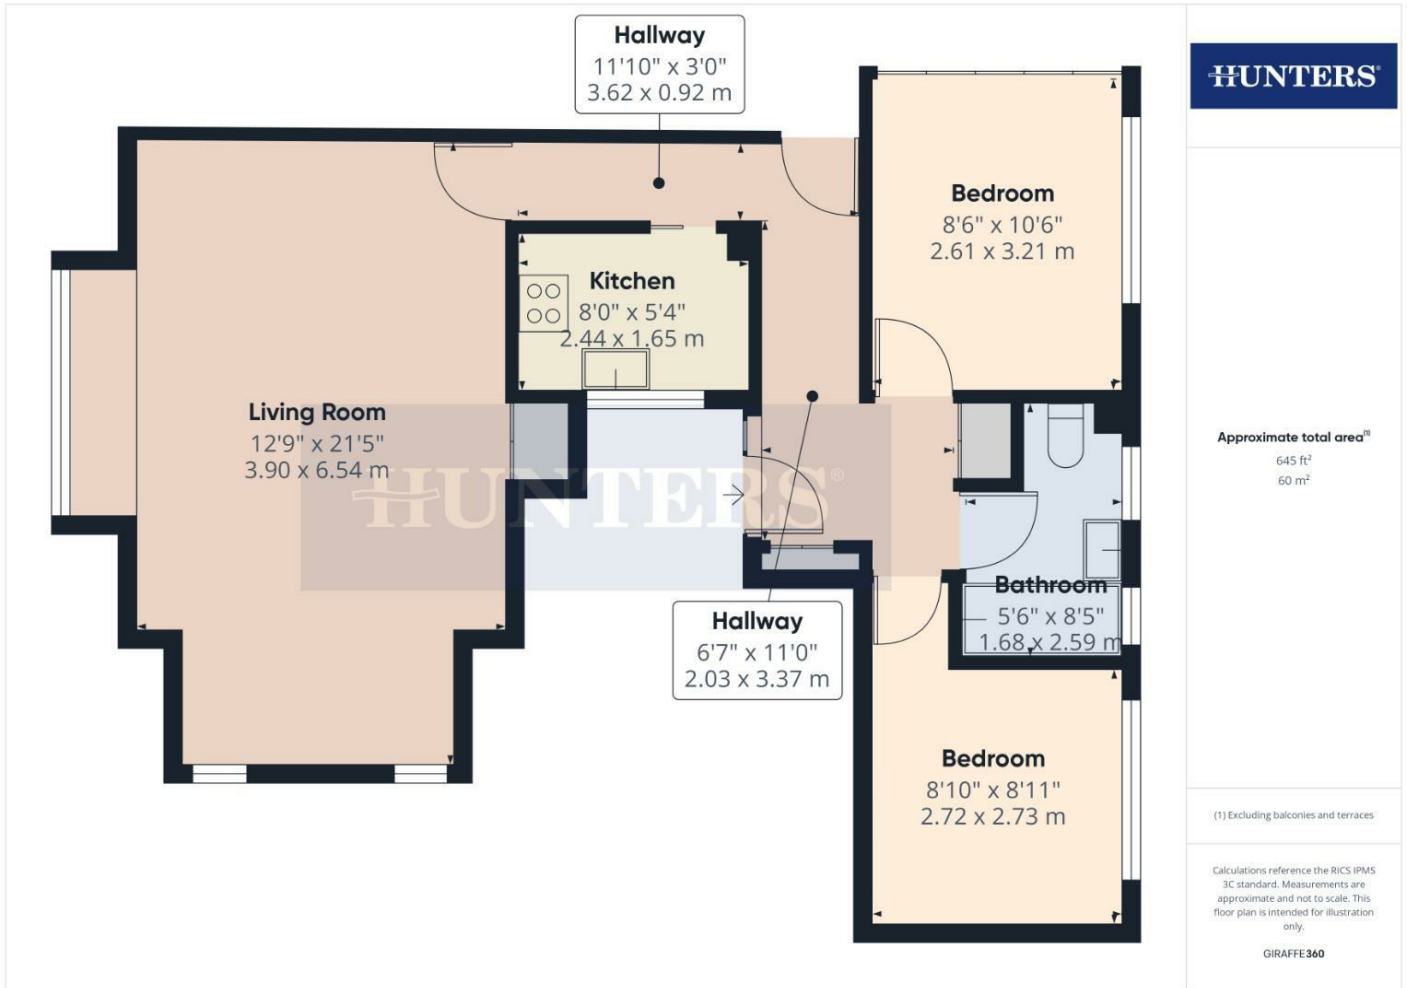 Hallway
11'10" x 3'0"
3.62 x 0.92 m
HUNTERS®
Bedroom
8'6" x 10'6"
2.61 x 3.21 m
Kitchen
8'0" x 5'4"
2.44 x 1.65 m
Living Room
12'9" x 21'5"
3.90 x 6.54 m
HUNTERS®
Approximate total area⁽¹⁾
645 ft²
60 m²
Bathroom
5'6" x 8'5"
1.68 x 2.59 m
Hallway
6'7" x 11'0"
2.03 x 3.37 m
Bedroom
8'10" x 8'11"
2.72 x 2.73 m
(1) Excluding balconies and terraces
Calculations reference the RICS IPMS
3C standard. Measurements are
approximate and not to scale. This
floor plan is intended for illustration
only.
GIRAFFE360